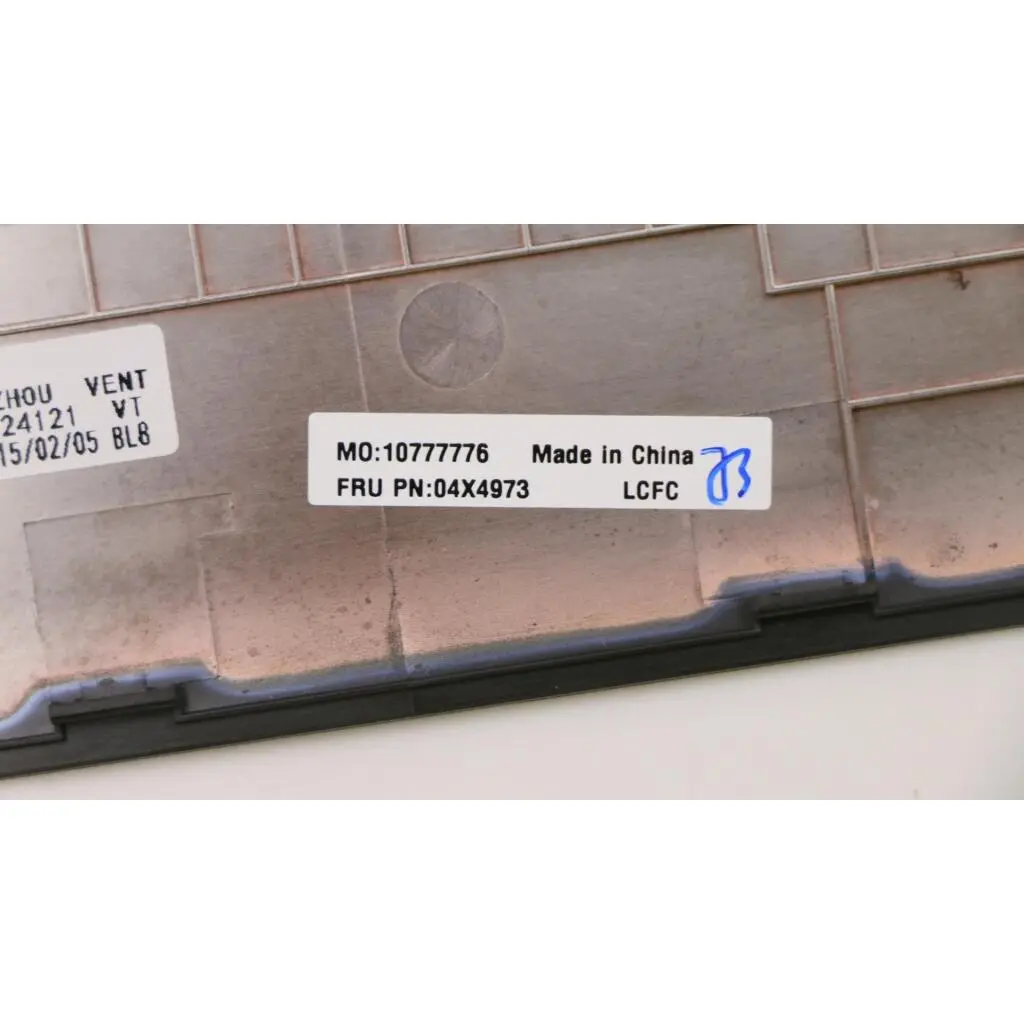 ZHOU VENT
24121 VT
15/02/05 BL8
MO:10777776 Made in China
FRU PN:04X4973 LCFC